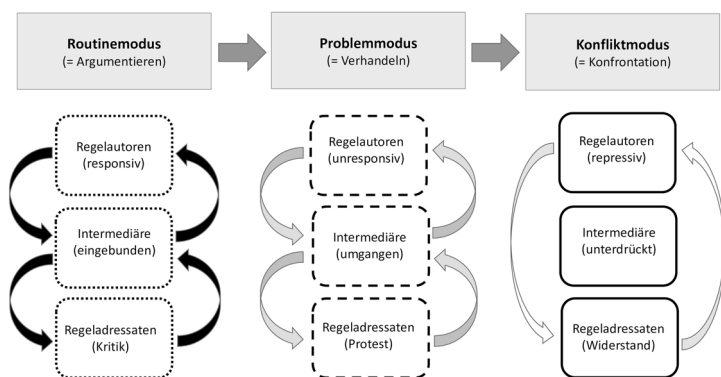 Routinemodus
(= Argumentieren)
Problemmodus
(= Verhandeln)
Konfliktmodus
(= Konfrontation)
Regelautoren
(responsiv)
Intermediäre
(eingebunden)
Regeladressaten
(Kritik)
Regelautoren
(unresponsiv)
Intermediäre
(umgangen)
Regeladressaten
(Protest)
Regelautoren
(repressiv)
Intermediäre
(unterdrückt)
Regeladressaten
(Widerstand)